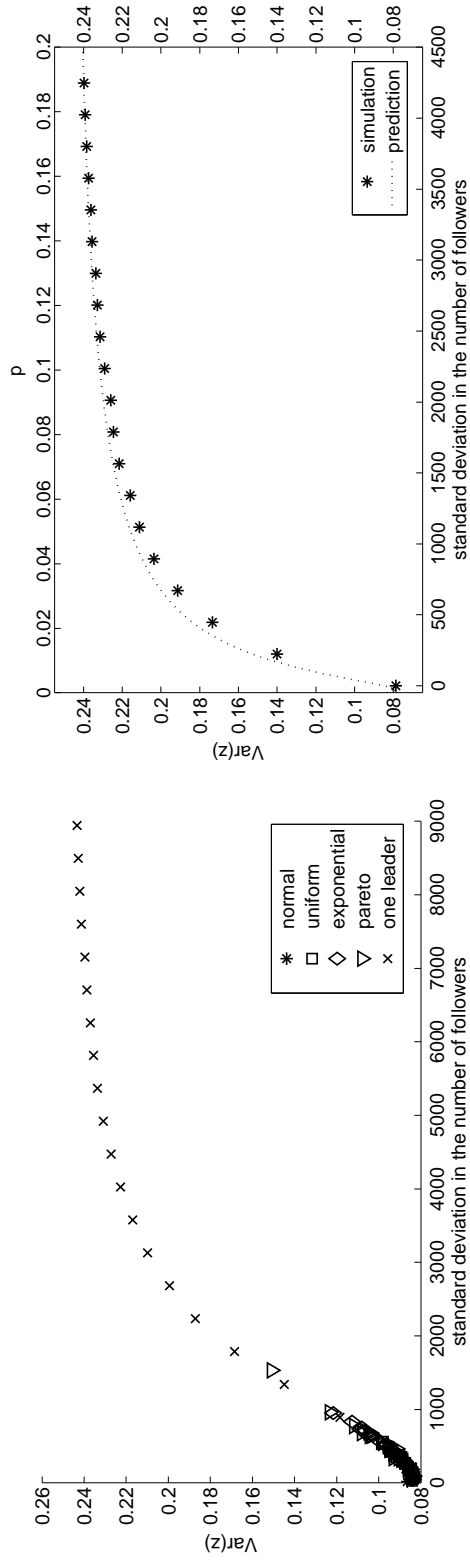 0.26
0.24
0.22
0.2
0.18
0.16
0.14
0.12
0.1
0.08
Var(z)
0 1000 2000 3000 4000 5000 6000 7000 8000 9000
standard deviation in the number of followers
normal
uniform
exponential
pareto
one leader
p
0 0.02 0.04 0.06 0.08 0.1 0.12 0.14 0.16 0.18 0.2
0.24
0.22
0.2
0.18
0.16
0.14
0.12
0.1
0.08
Var(z)
0.24
0.22
0.2
0.18
0.16
0.14
0.12
0.1
0.08
0 500 1000 1500 2000 2500 3000 3500 4000 4500
standard deviation in the number of followers
simulation
prediction